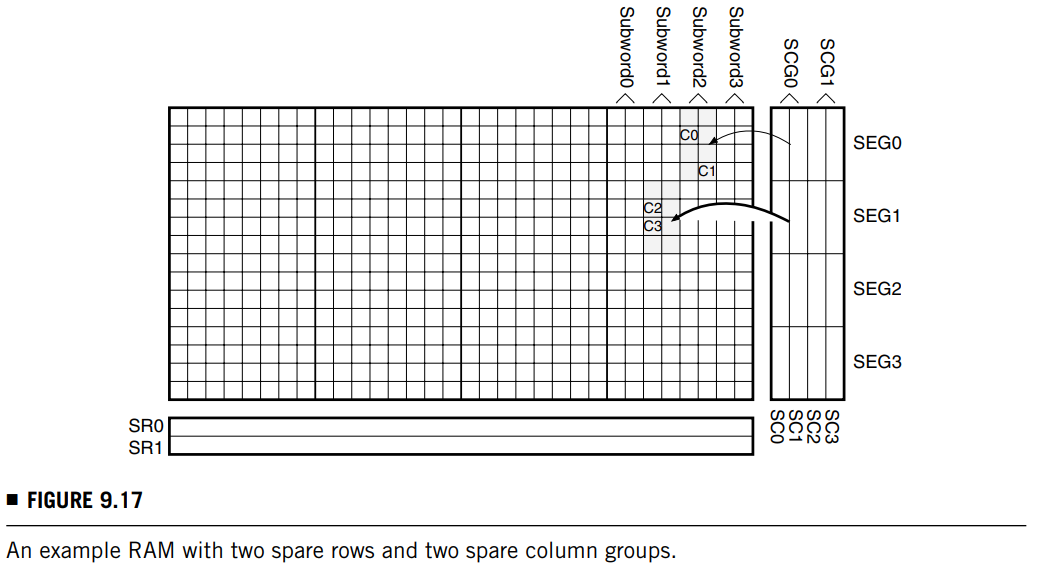 Subword0
Subword1
Subword2
Subword3
SCG0
SCG1
C0
C1
C2
C3
SEG0
SEG1
SEG2
SEG3
SR0
SR1
SC0
SC1
SC2
SC3
■ FIGURE 9.17
An example RAM with two spare rows and two spare column groups.